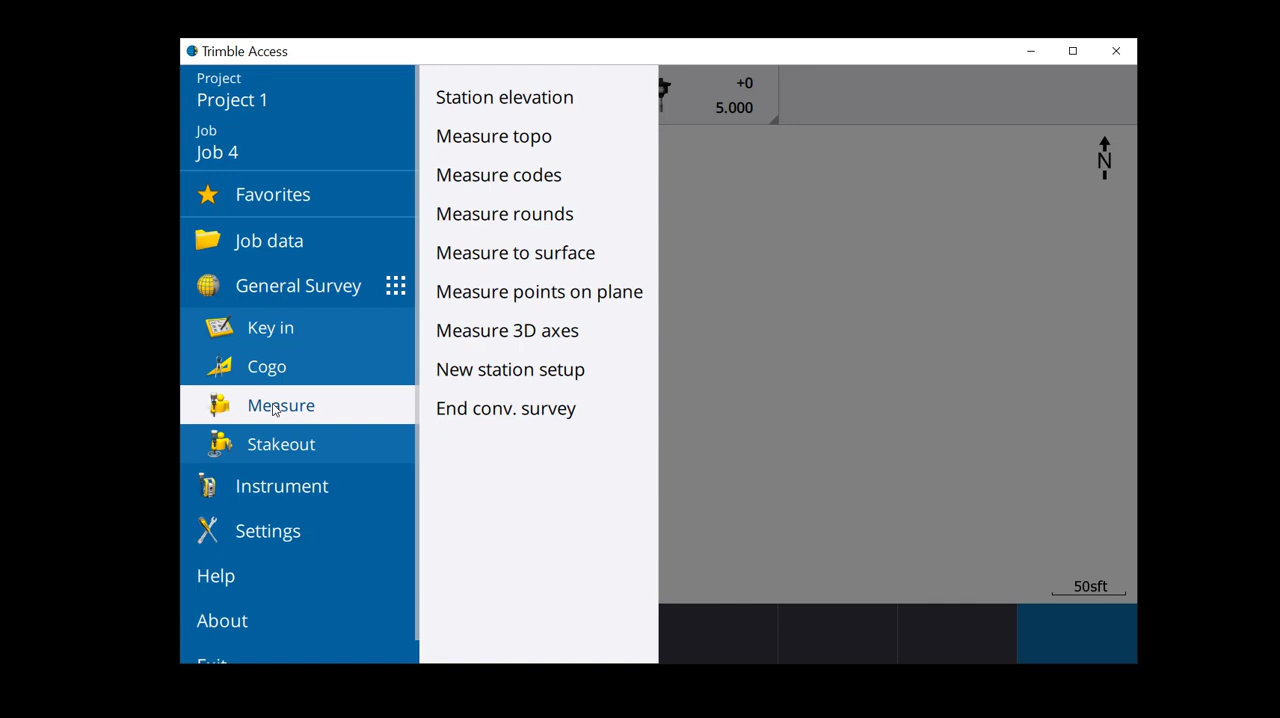 Trimble Access
Project
Project 1
Job
Job 4
Favorites
Job data
General Survey
Key in
Cogo
Measure
Stakeout
Instrument
Settings
Help
About
Exit
Station elevation
Measure topo
Measure codes
Measure rounds
Measure to surface
Measure points on plane
Measure 3D axes
New station setup
End conv. survey
+0
5.000
N
50sft